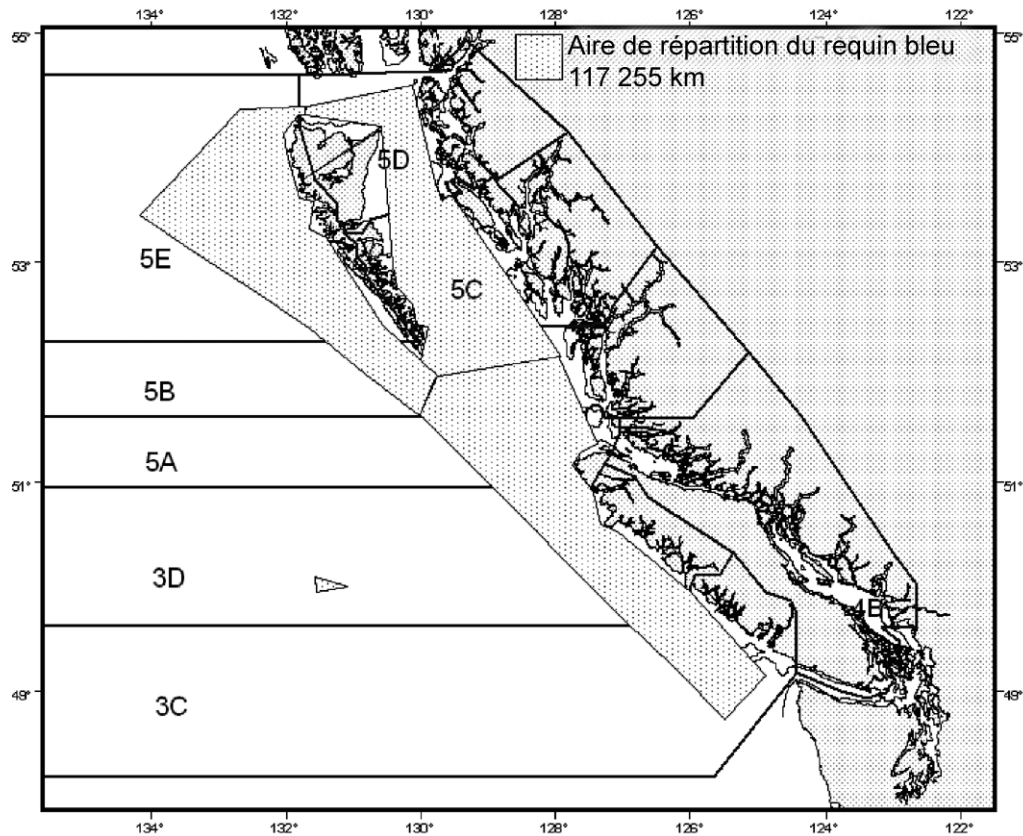 134° 132° 130° 128° 126° 124° 122°
55° 55°
Aire de répartition du requin bleu
117 255 km
5D
53° 5E 5C 53°
5B
5A
51° 51°
3D
4B
49° 49°
3C
134° 132° 130° 128° 126° 124° 122°